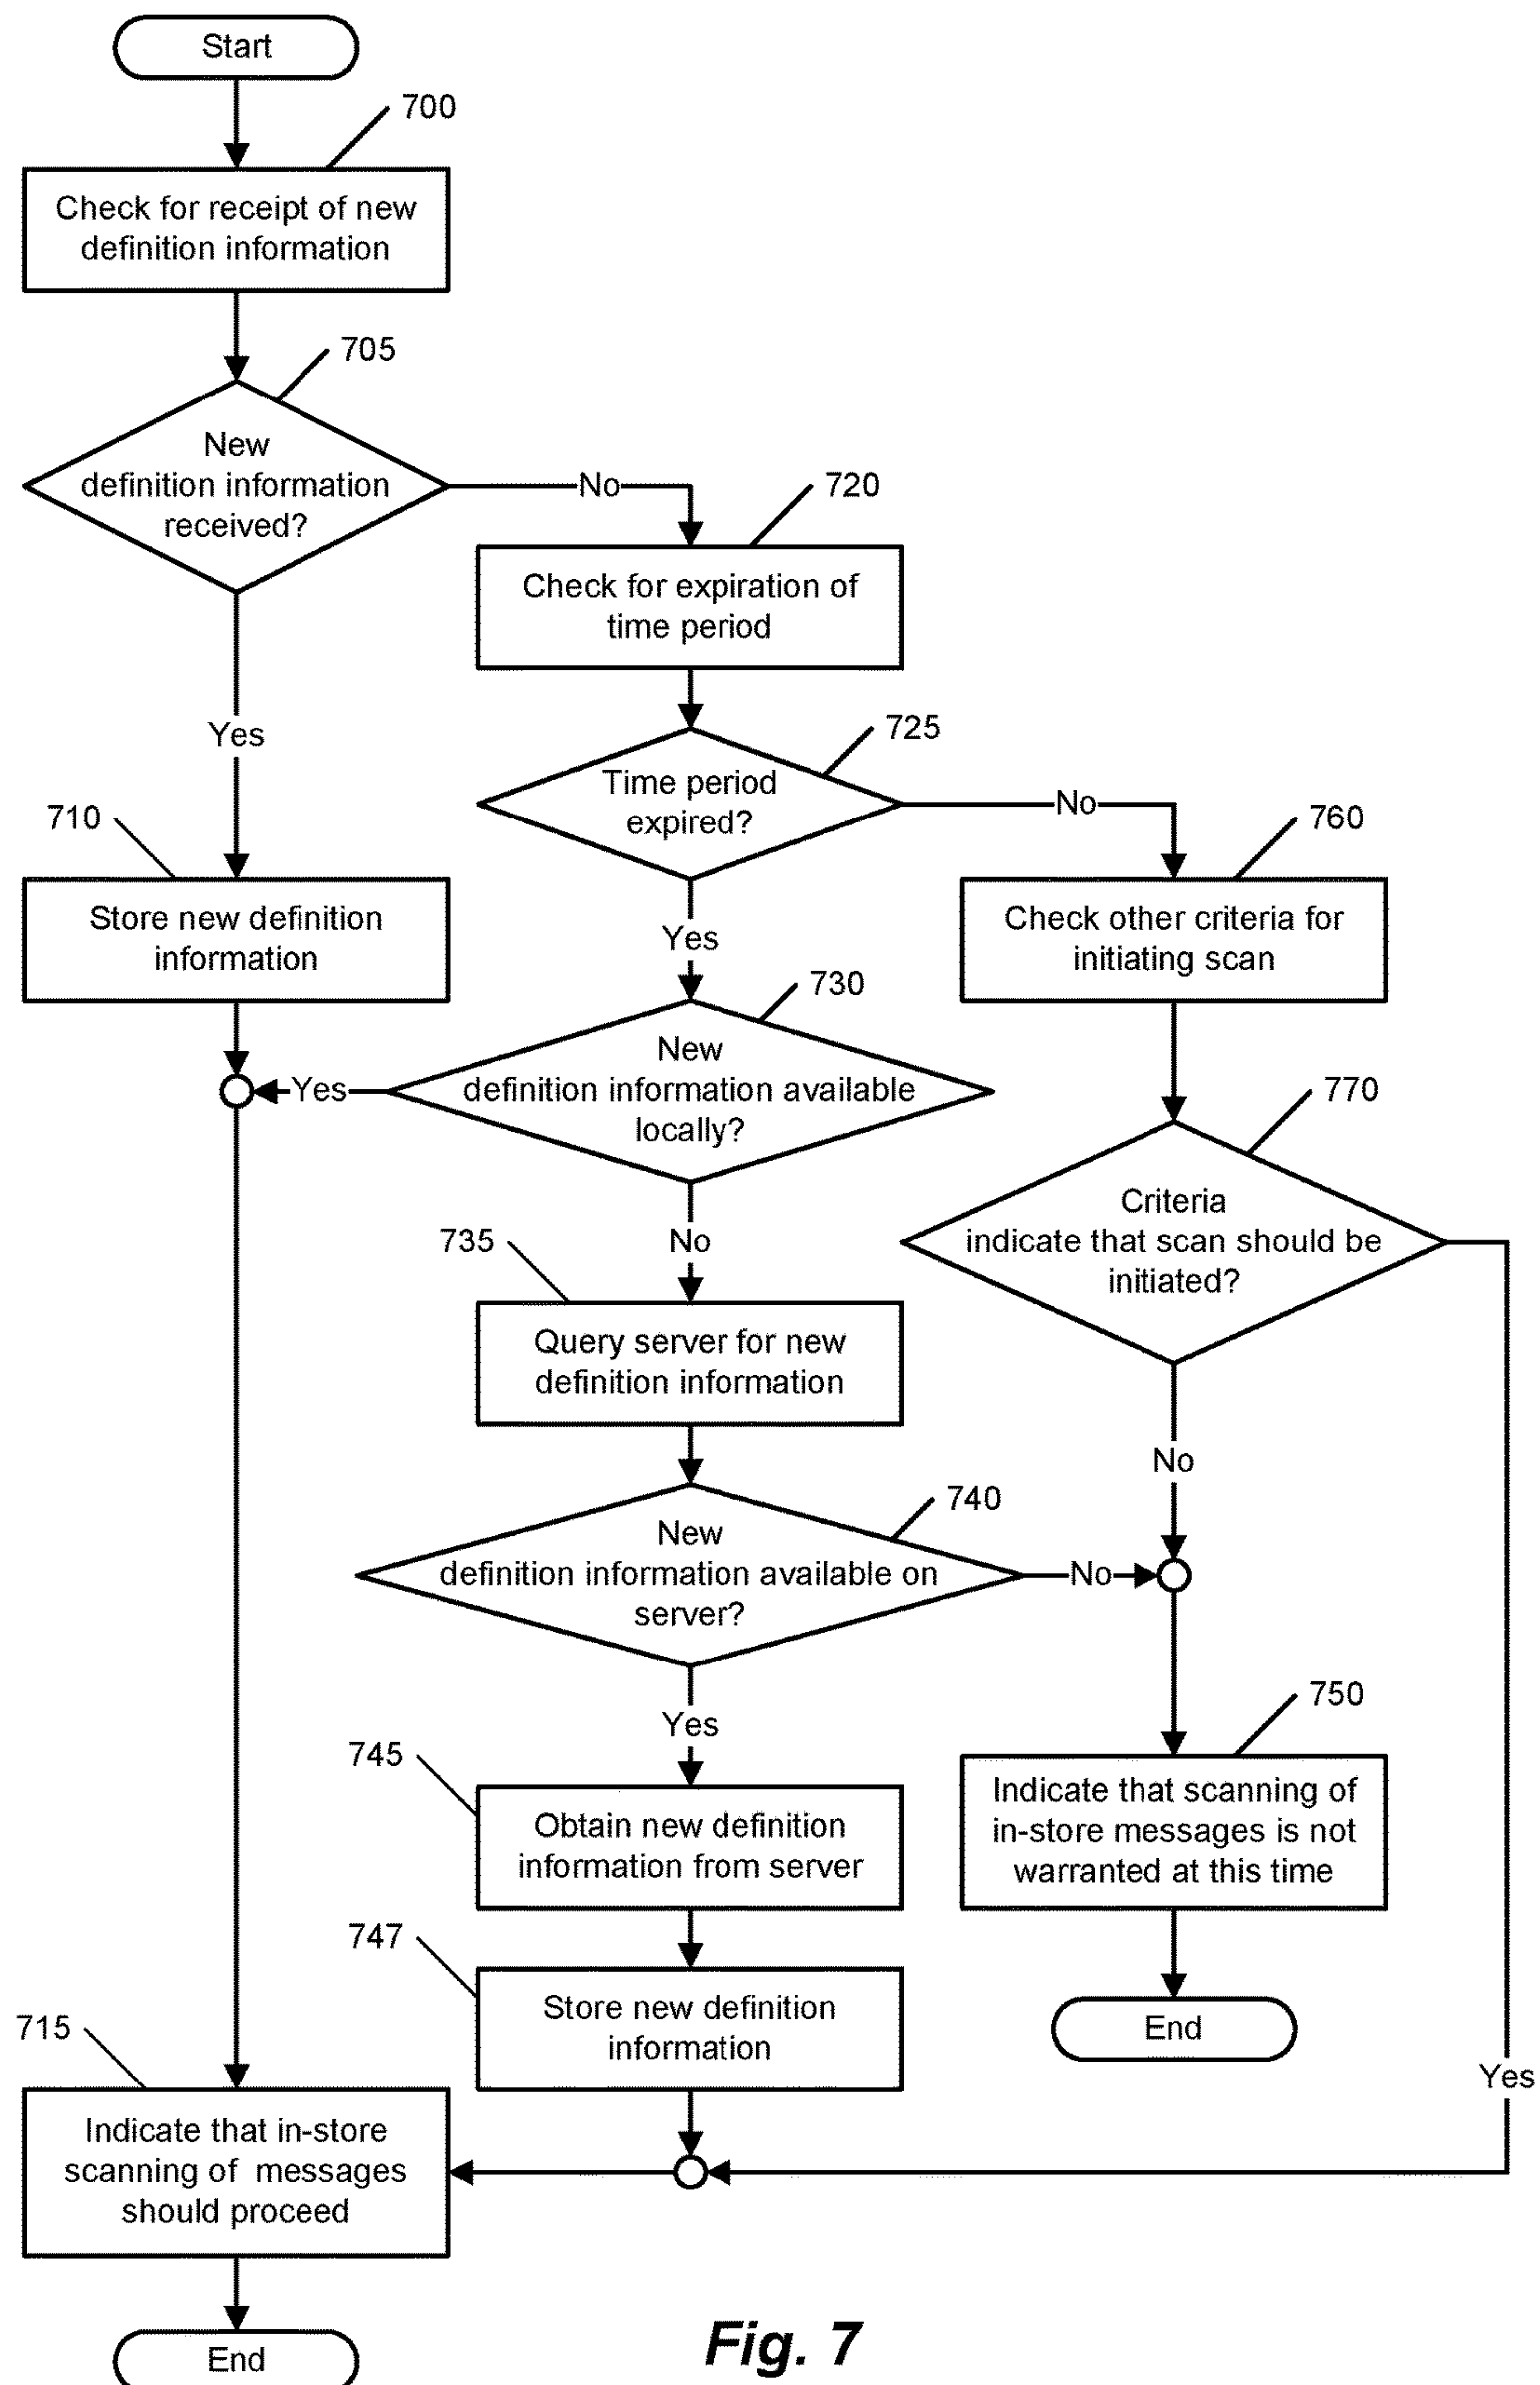 Start
700
Check for receipt of new
definition information
705
New
definition information
received?
No
720
Check for expiration of
time period
Yes
725
Time period
expired?
No
760
710
Store new definition
information
Yes
Check other criteria for
initiating scan
730
New
definition information available
locally?
Yes
770
Criteria
indicate that scan should be
initiated?
No
735
Query server for new
definition information
No
740
New
definition information available on
server?
No
Yes
750
Indicate that scanning of
in-store messages is not
warranted at this time
745
Obtain new definition
information from server
747
Store new definition
information
End
715
Yes
Indicate that in-store
scanning of messages
should proceed
End
Fig. 7